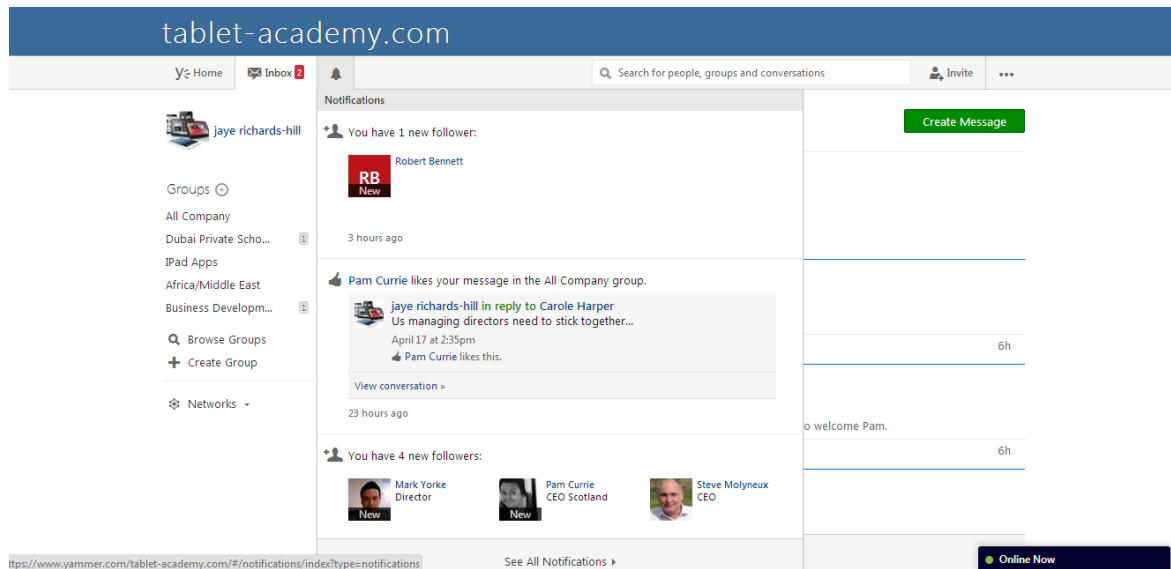 tablet-academy.com
Home
Inbox 2
Search for people, groups and conversations
Invite
jaye richards-hill
Groups
All Company
Dubai Private Scho... 1
IPad Apps
Africa/Middle East
Business Developm... 1
Browse Groups
Create Group
Networks
Notifications
You have 1 new follower:
RB
New
Robert Bennett
3 hours ago
Pam Currie likes your message in the All Company group.
jaye richards-hill in reply to Carole Harper
Us managing directors need to stick together...
April 17 at 2:35pm
Pam Currie likes this.
View conversation »
23 hours ago
You have 4 new followers:
Mark Yorke
Director
New
Pam Currie
CEO Scotland
New
Steve Molyneux
CEO
See All Notifications
Create Message
6h
o welcome Pam.
6h
ttps://www.yammer.com/tablet-academy.com/#/notifications/index?type=notifications
Online Now